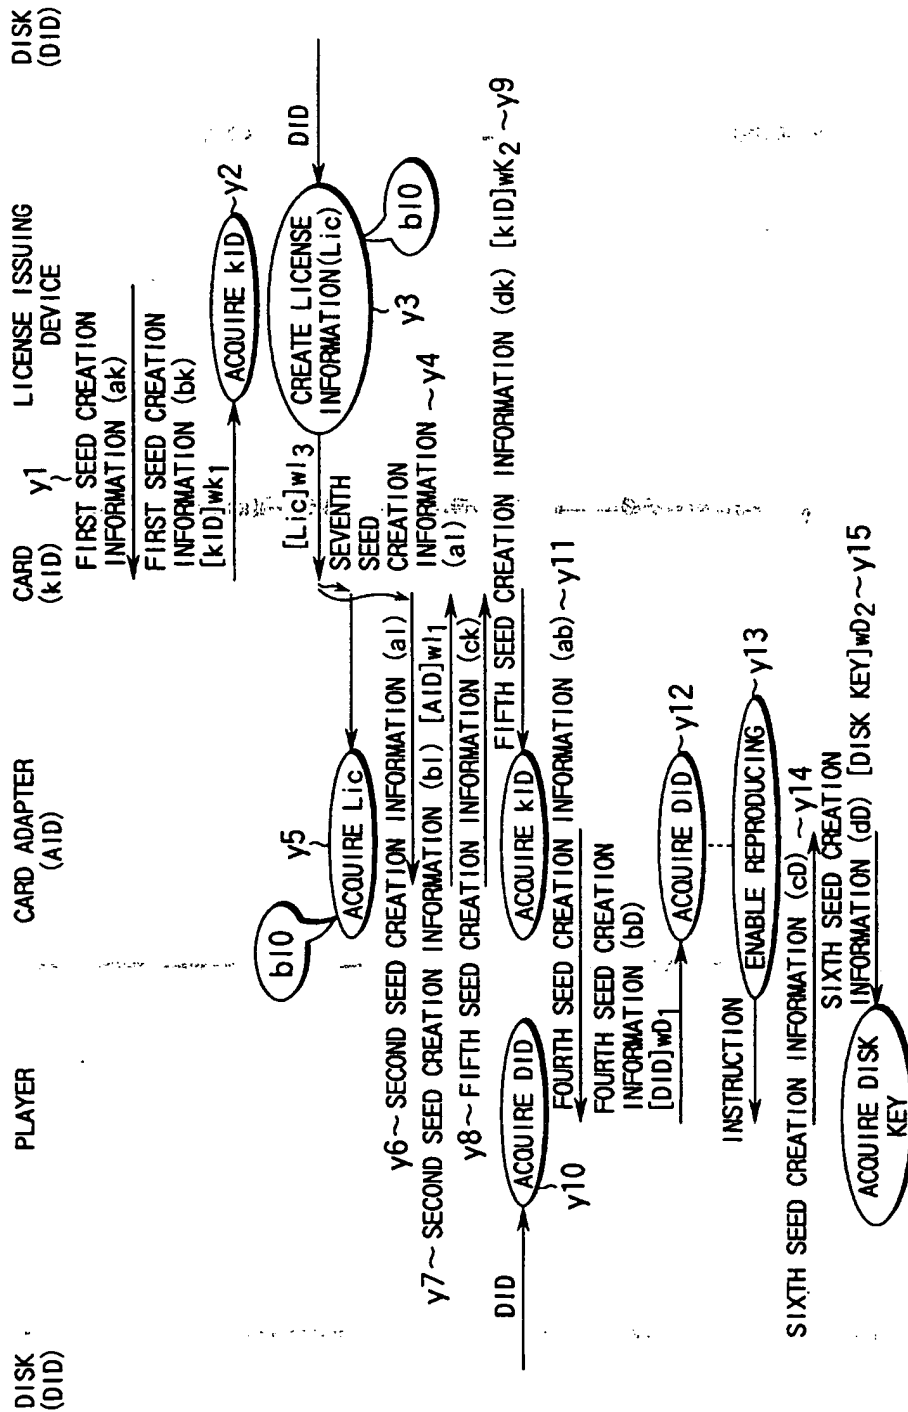 DISK
(DID)
PLAYER
CARD ADAPTER
(AID)
CARD
(kID)
LICENSE ISSUING
DEVICE
DISK
(DID)
y1
FIRST SEED CREATION
INFORMATION (ak)
FIRST SEED CREATION
INFORMATION (bk)
[kID]wk1
ACQUIRE kID
y2
DID
CREATE LICENSE
INFORMATION(Lic)
b10
y3
[Lic]wl3
SEVENTH
SEED
CREATION
INFORMATION ~y4
(al)
b10
y5
ACQUIRE Lic
y6~SECOND SEED CREATION INFORMATION (al)
y7~SECOND SEED CREATION INFORMATION (bl) [AID]wl1
y8~FIFTH SEED CREATION INFORMATION (ck)
FIFTH SEED CREATION INFORMATION (dk) [kID]wK2 ~y9
ACQUIRE kID
DID
ACQUIRE DID
y10
FOURTH SEED CREATION INFORMATION (ab)~y11
FOURTH SEED CREATION
INFORMATION (bD)
[DID]wD1
ACQUIRE DID
~y12
INSTRUCTION
ENABLE REPRODUCING
~y13
SIXTH SEED CREATION INFORMATION (cD) ~y14
SIXTH SEED CREATION
INFORMATION (dD) [DISK KEY]wD2~y15
ACQUIRE DISK
KEY